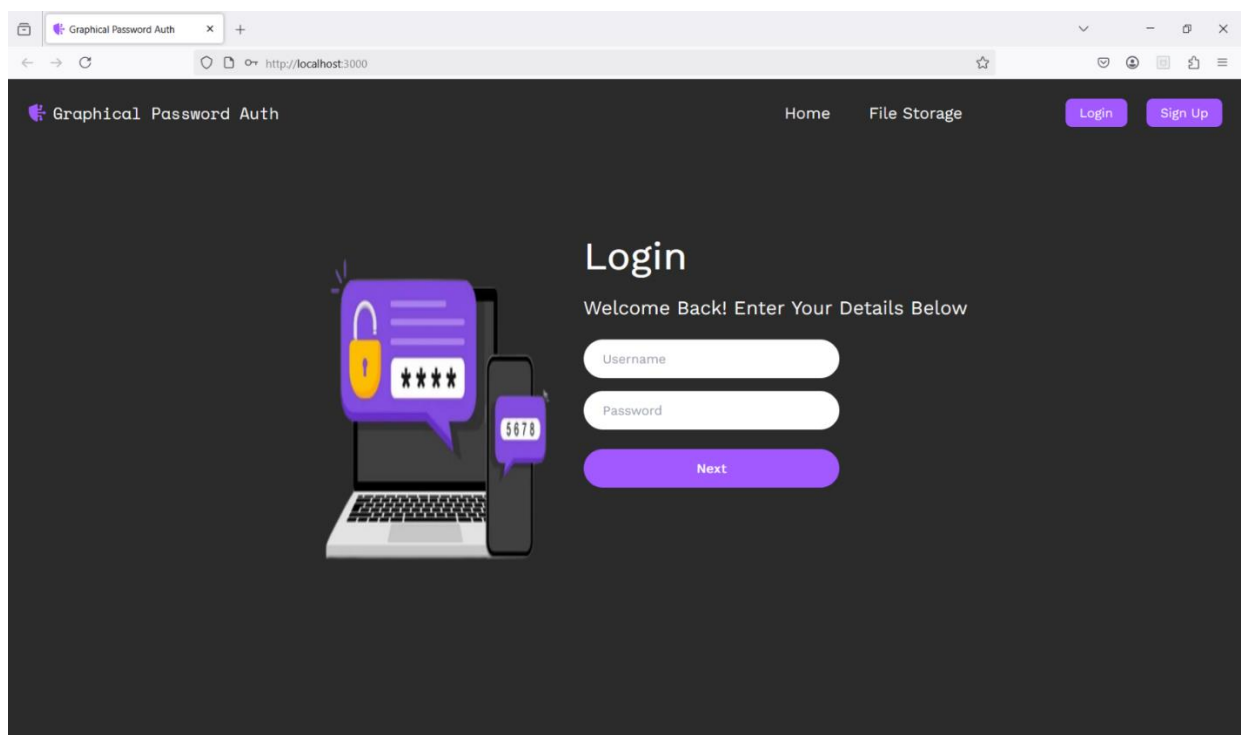 Graphical Password Auth
http://localhost:3000
Graphical Password Auth
Home
File Storage
Login
Sign Up
Login
Welcome Back! Enter Your Details Below
Username
****
Password
5678
Next